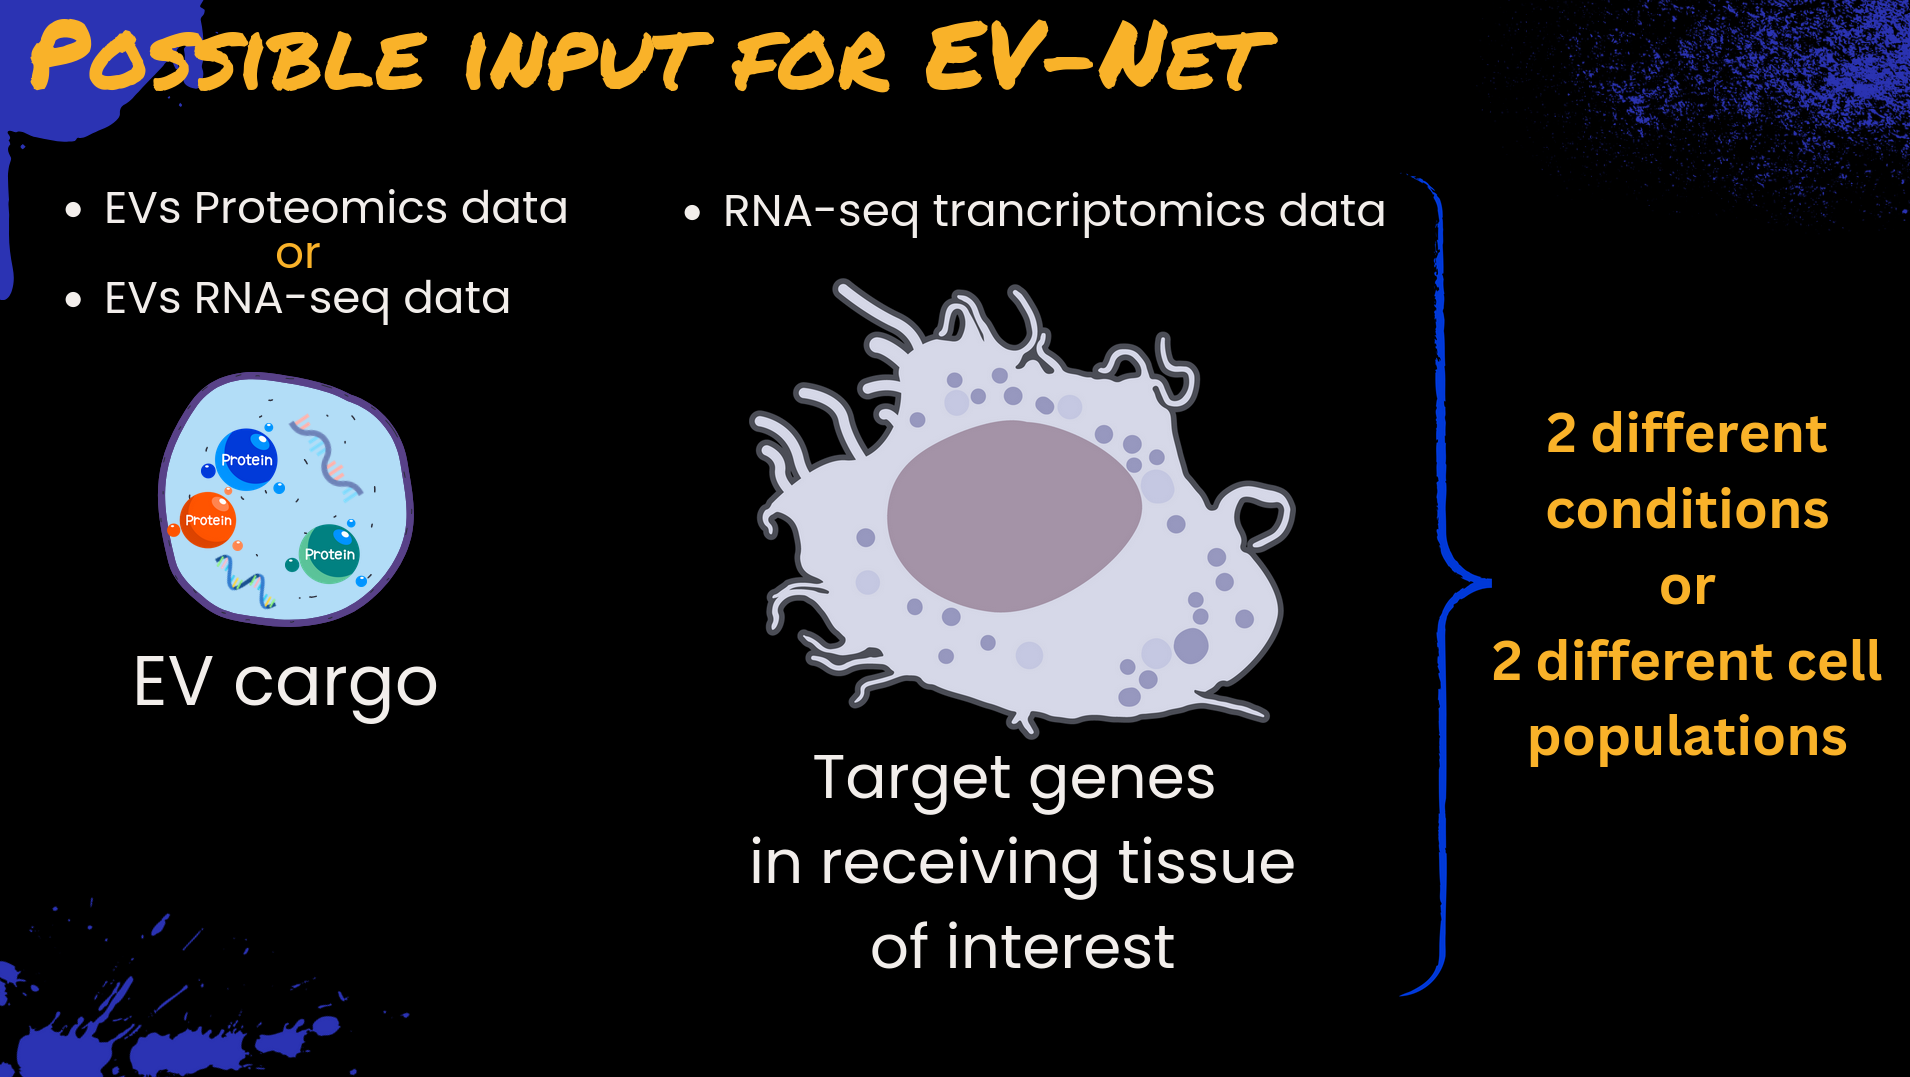 Possible input for EV-Net
• EVs Proteomics data
or
• EVs RNA-seq data
Protein
Protein
Protein
EV cargo
• RNA-seq trancriptomics data
Target genes
in receiving tissue
of interest
2 different
conditions
or
2 different cell
populations